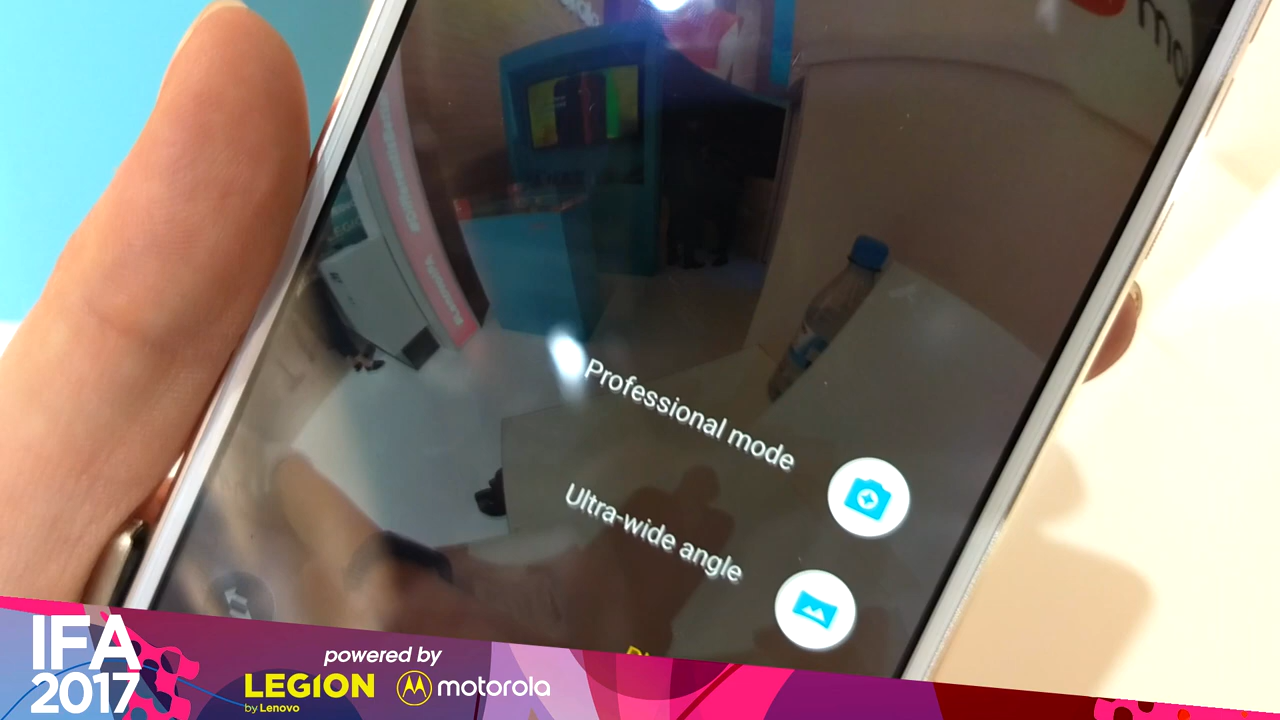 Professional mode
Ultra-wide angle
IFA
2017
powered by
LEGION
by Lenovo
motorola